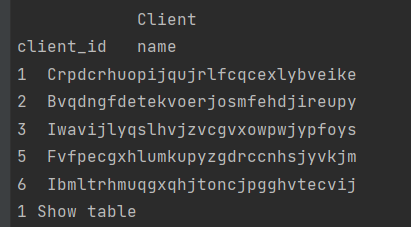 Client
client_id name
1 Crpdcrhuopijqujrlfcqcexlybveike
2 Bvqdngfdetekvoerjosmfehdjireupy
3 Iwavijlyqslhvjzvcgvxowpwjypfoys
5 Fvfpecgxhlumkupyzgdrccnhsjyvkjm
6 Ibmltrhmuqgxqhjtoncjpgghvtecvij
1 Show table